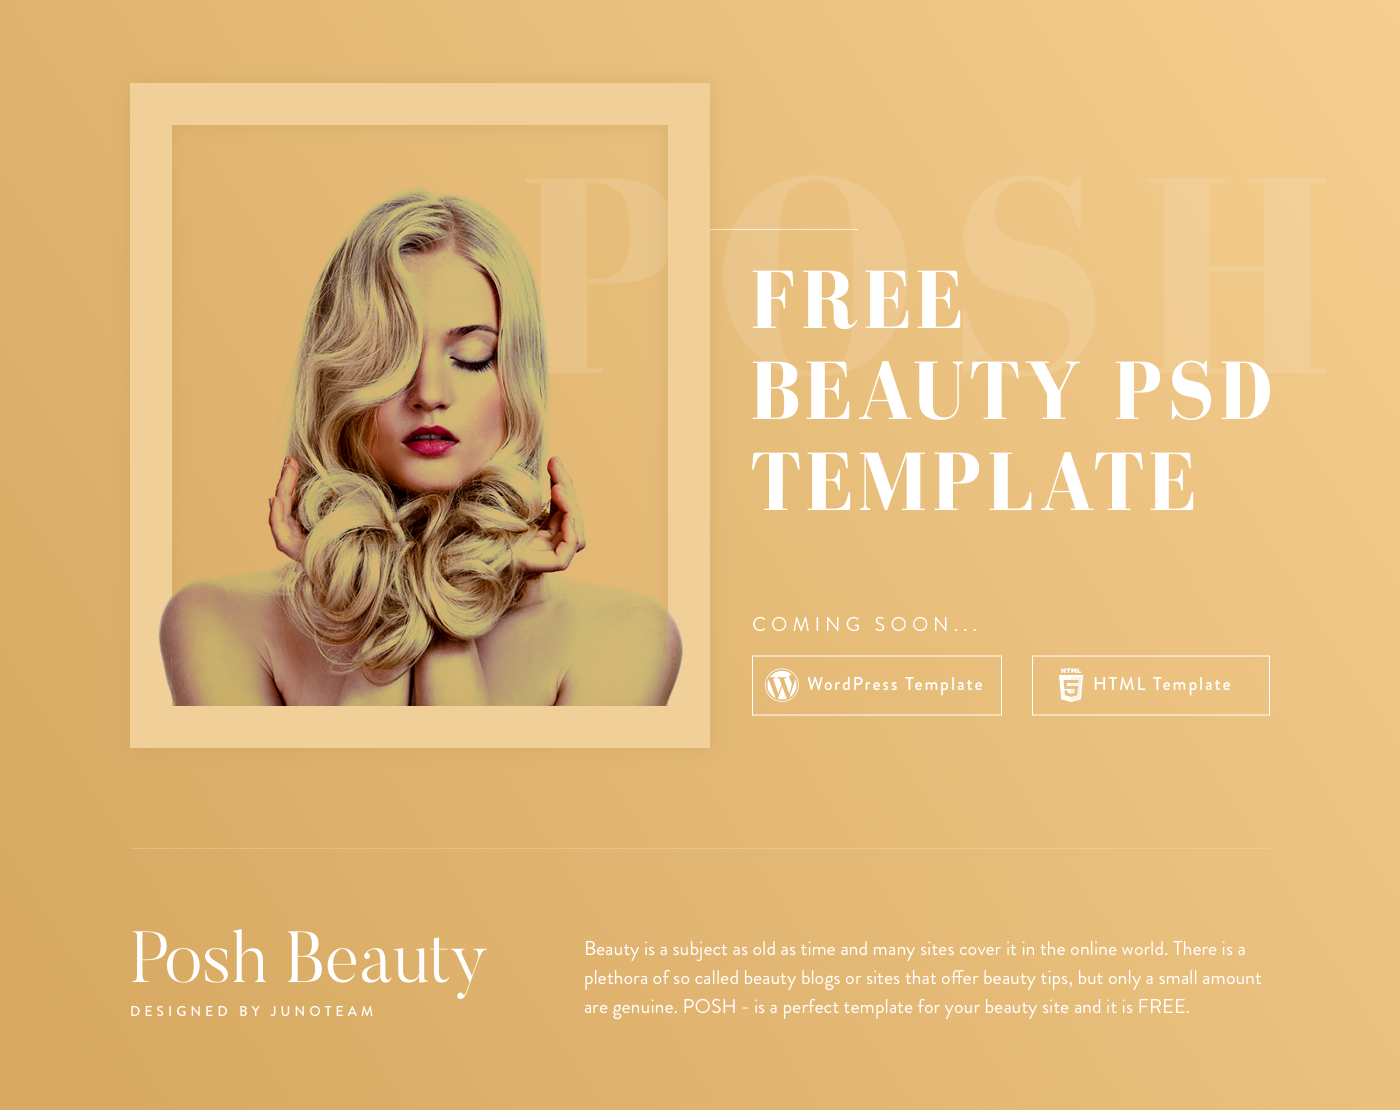 POSH
FREE
BEAUTY PSD
TEMPLATE
COMING SOON...
WordPress Template
HTML Template
Posh Beauty
DESIGNED BY JUNOTEAM
Beauty is a subject as old as time and many sites cover it in the online world. There is a
plethora of so called beauty blogs or sites that offer beauty tips, but only a small amount
are genuine. POSH - is a perfect template for your beauty site and it is FREE.